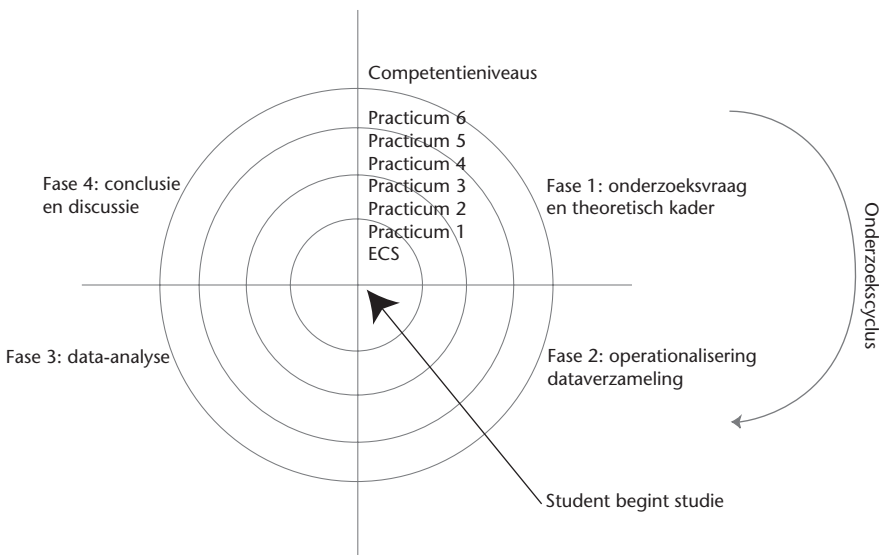 Competentieniveaus
Practicum 6
Practicum 5
Practicum 4
Practicum 3
Practicum 2
Practicum 1
ECS
Fase 4: conclusie
en discussie
Fase 1: onderzoeksvraag
en theoretisch kader
Onderzoekscyclus
Fase 3: data-analyse
Fase 2: operationalisering
dataverzameling
Student begint studie